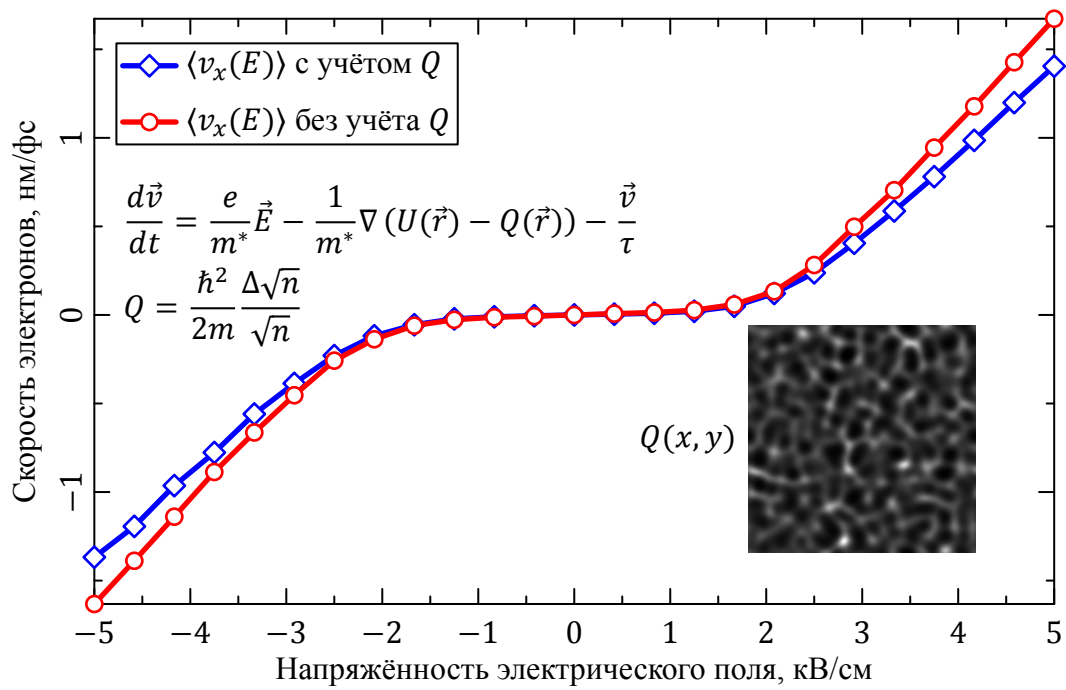 ⟨v_x(E)⟩ с учётом Q
⟨v_x(E)⟩ без учёта Q
dv⃗/dt = e/m* E⃗ − 1/m* ∇(U(r⃗) − Q(r⃗)) − v⃗/τ
Q = ℏ²/2m Δ√n/√n
Q(x, y)
Скорость электронов, нм/фс
1
0
−1
−5 −4 −3 −2 −1 0 1 2 3 4 5
Напряжённость электрического поля, кВ/см